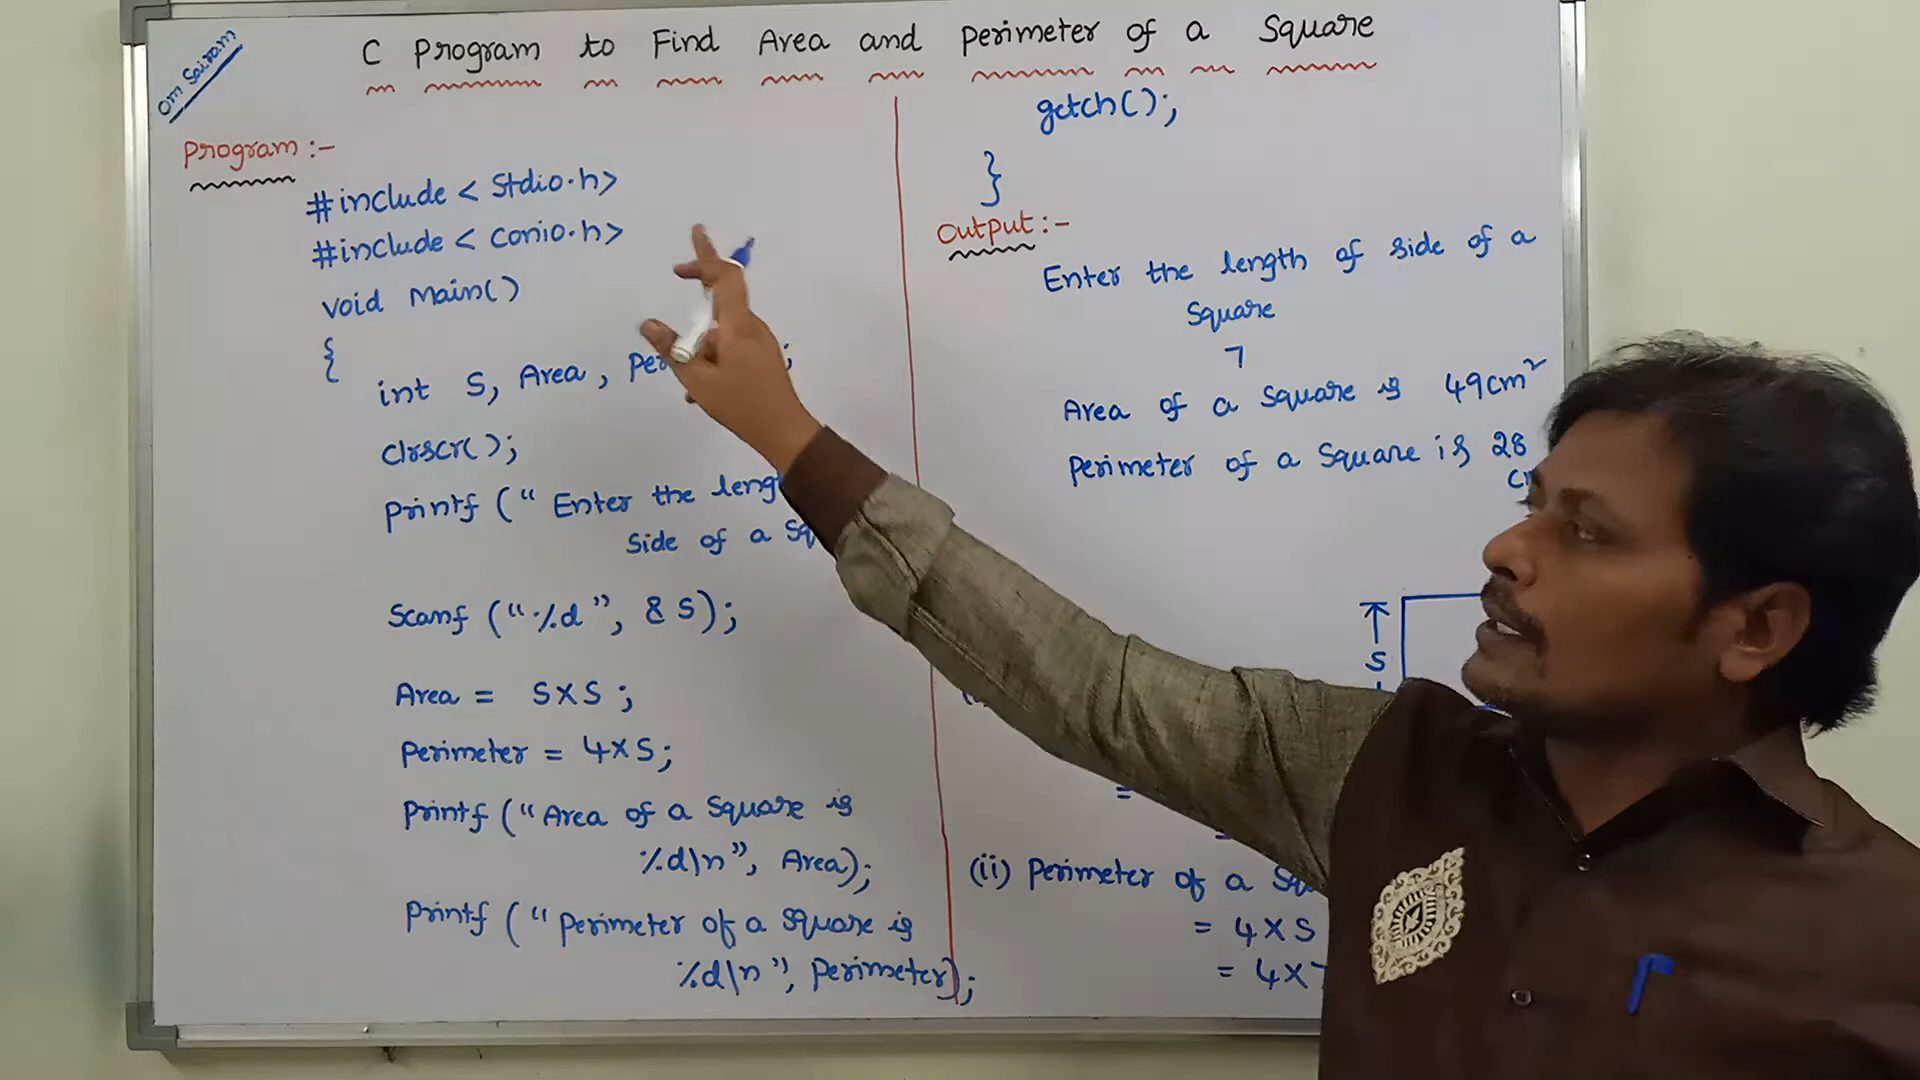 Om Sairam
C Program to Find Area and Perimeter of a Square
Program :-
#include < Stdio.h>
#include < conio.h>
void Main()
{
int S, Area, Per ;
clrscr();
Printf (" Enter the leng
Side of a Sq
Scanf ("%d", & S);
Area = S×S ;
Perimeter = 4×S;
Printf ("Area of a Square is
%d\n", Area);
Printf ("Perimeter of a Square is
%d\n", Perimeter);
getch();
}
Output :-
Enter the length of side of a
Square
7
Area of a Square is 49cm²
Perimeter of a Square is 28
S
=
(ii) Perimeter of a Sq
= 4×S
= 4×7